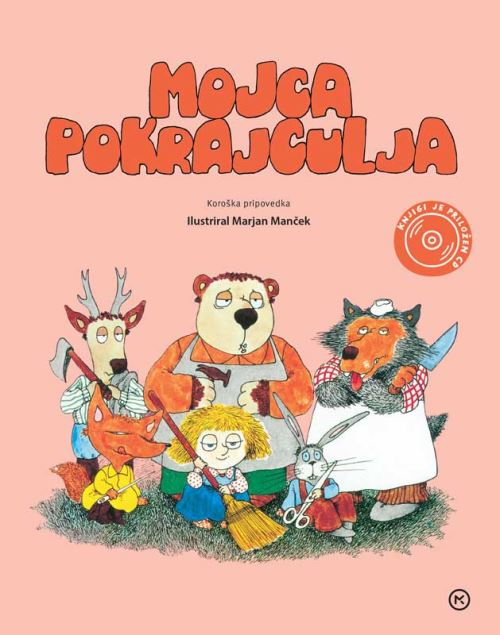 MOJCA
POKRAJCULJA
Koroška pripovedka
Ilustriral Marjan Manček
KNJIGI JE PRILOŽEN CD